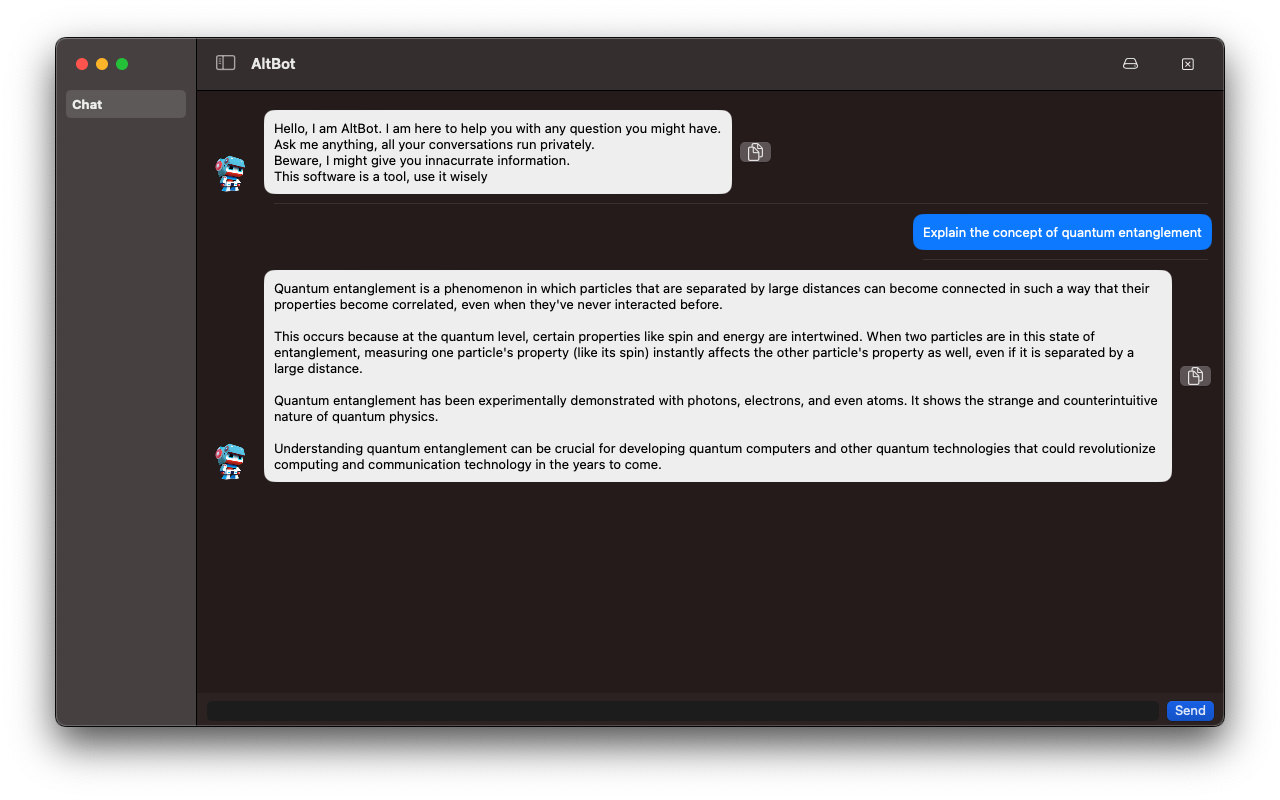 AltBot
Chat
Hello, I am AltBot. I am here to help you with any question you might have.
Ask me anything, all your conversations run privately.
Beware, I might give you innacurrate information.
This software is a tool, use it wisely
Explain the concept of quantum entanglement
Quantum entanglement is a phenomenon in which particles that are separated by large distances can become connected in such a way that their
properties become correlated, even when they've never interacted before.
This occurs because at the quantum level, certain properties like spin and energy are intertwined. When two particles are in this state of
entanglement, measuring one particle's property (like its spin) instantly affects the other particle's property as well, even if it is separated by a
large distance.
Quantum entanglement has been experimentally demonstrated with photons, electrons, and even atoms. It shows the strange and counterintuitive
nature of quantum physics.
Understanding quantum entanglement can be crucial for developing quantum computers and other quantum technologies that could revolutionize
computing and communication technology in the years to come.
Send